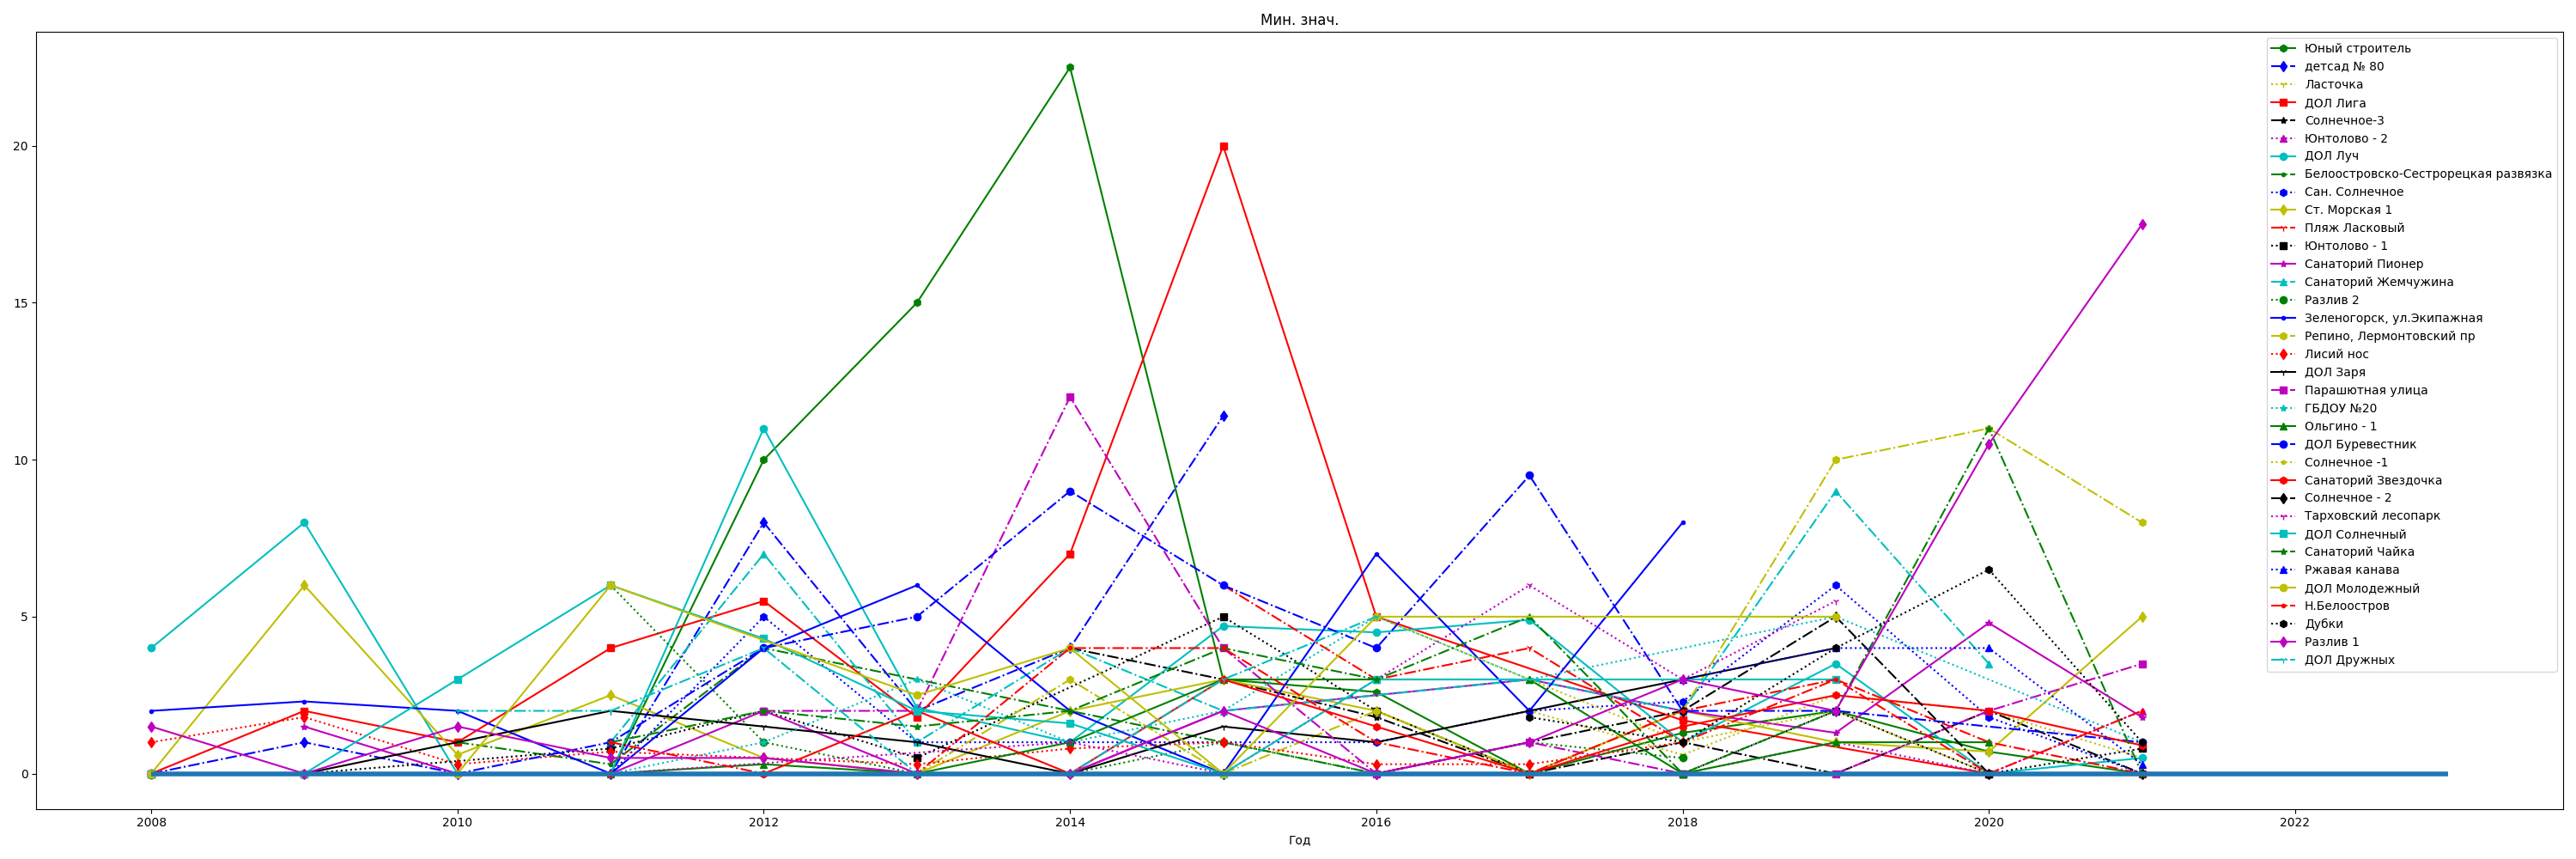 Мин. знач.
20
15
10
5
0
2008 2010 2012 2014 2016 2018 2020 2022
Год
Юный строитель
детсад № 80
Ласточка
ДОЛ Лига
Солнечное-3
Юнтолово - 2
ДОЛ Луч
Белоостровско-Сестрорецкая развязка
Сан. Солнечное
Ст. Морская 1
Пляж Ласковый
Юнтолово - 1
Санаторий Пионер
Санаторий Жемчужина
Разлив 2
Зеленогорск, ул.Экипажная
Репино, Лермонтовский пр
Лисий нос
ДОЛ Заря
Парашютная улица
ГБДОУ №20
Ольгино - 1
ДОЛ Буревестник
Солнечное -1
Санаторий Звездочка
Солнечное - 2
Тарховский лесопарк
ДОЛ Солнечный
Санаторий Чайка
Ржавая канава
ДОЛ Молодежный
Н.Белоостров
Дубки
Разлив 1
ДОЛ Дружных